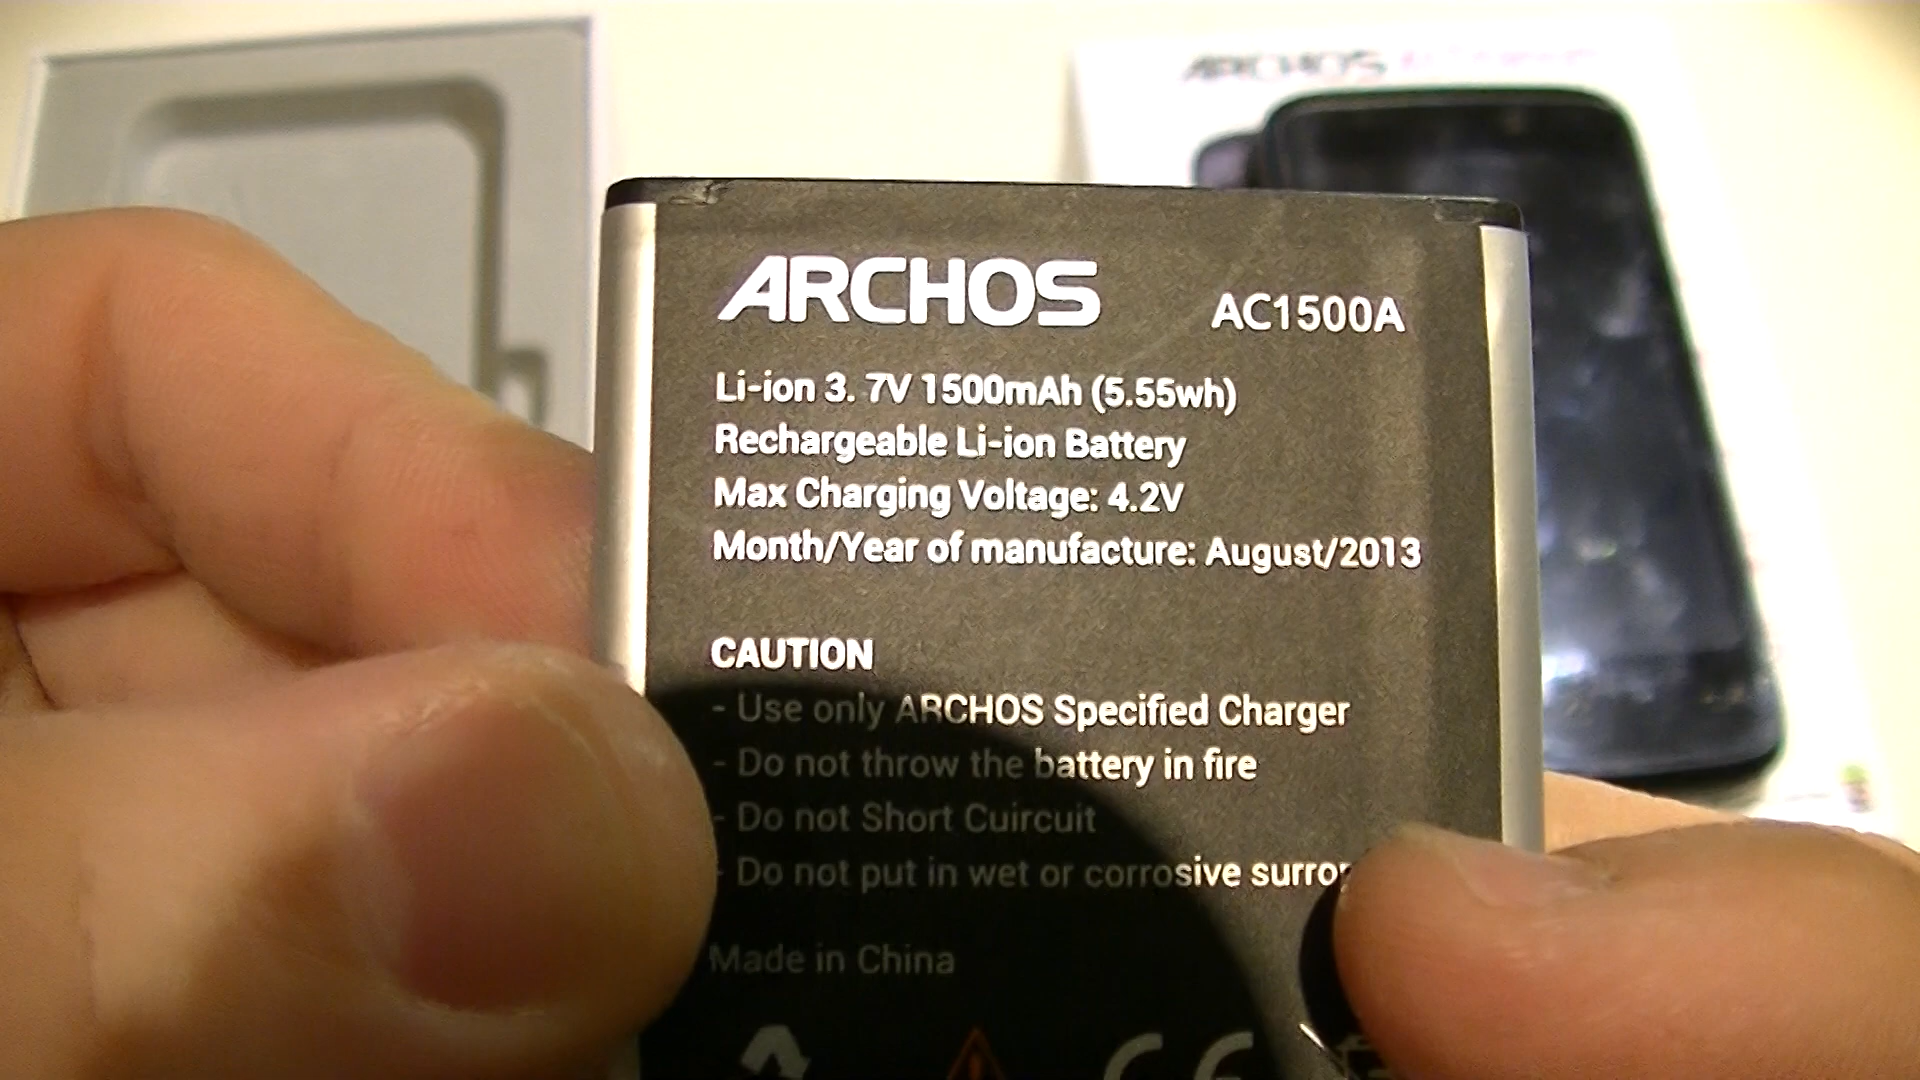 ARCHOS
ARCHOS AC1500A
Li-ion 3. 7V 1500mAh (5.55wh)
Rechargeable Li-ion Battery
Max Charging Voltage: 4.2V
Month/Year of manufacture: August/2013
CAUTION
- Use only ARCHOS Specified Charger
- Do not throw the battery in fire
- Do not Short Cuircuit
- Do not put in wet or corrosive
Made in China
CE